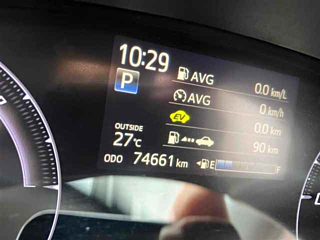 10:29
AVG 0.0 km/L
P
AVG 0 km/h
EV 0.0 km
OUTSIDE
27°C
90 km
ODO 74661 km
E F